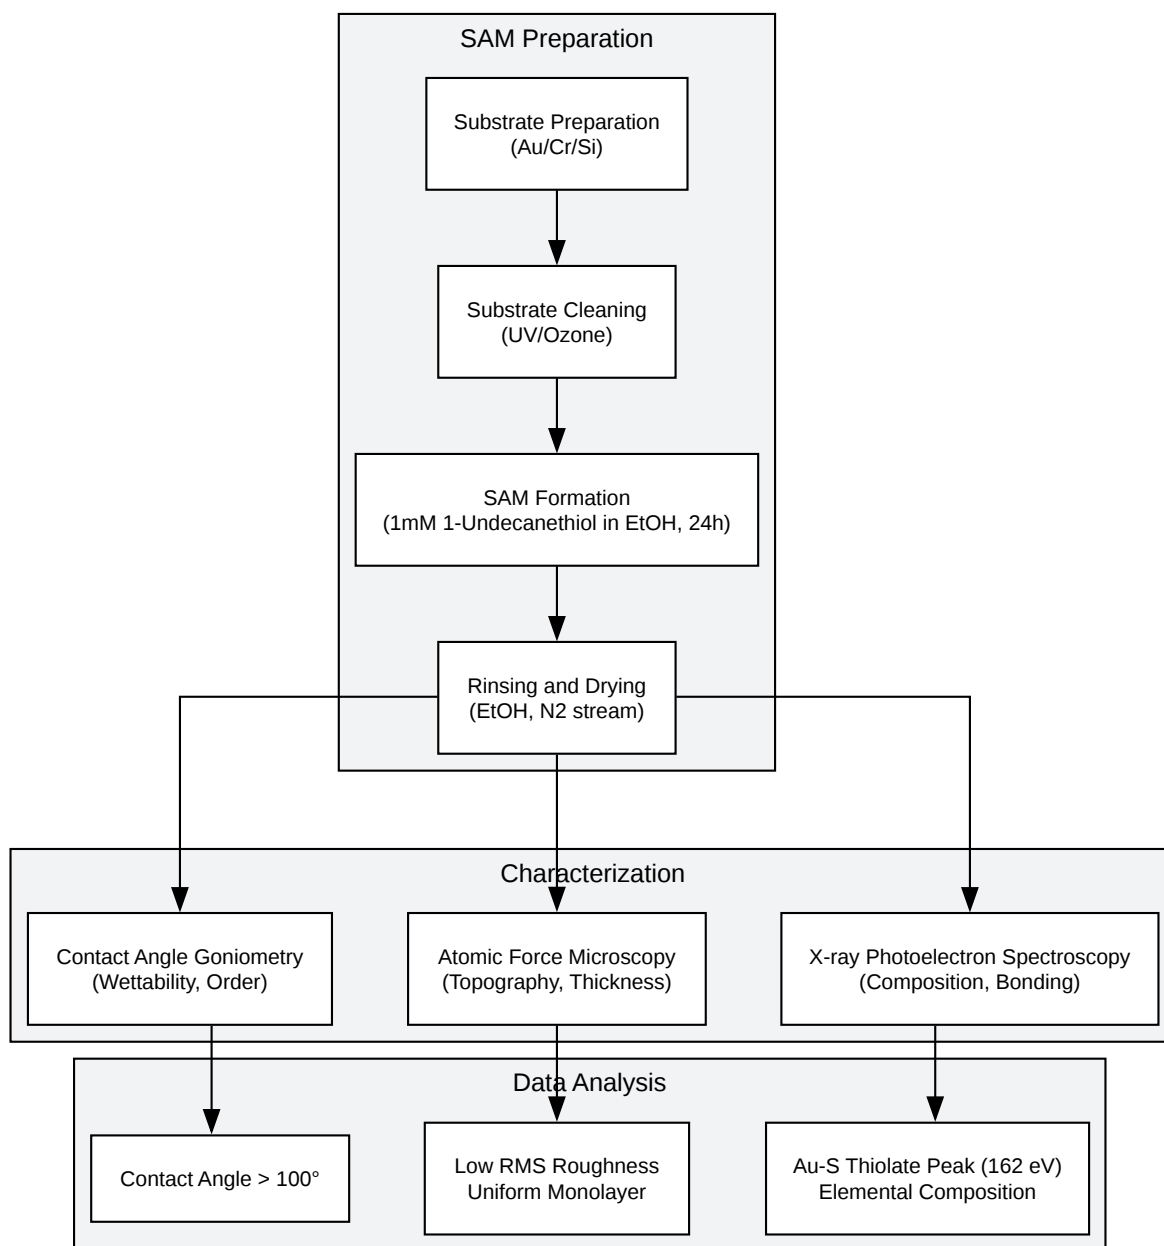 SAM Preparation
Substrate Preparation
(Au/Cr/Si)
Substrate Cleaning
(UV/Ozone)
SAM Formation
(1mM 1-Undecanethiol in EtOH, 24h)
Rinsing and Drying
(EtOH, N2 stream)
Characterization
Contact Angle Goniometry
(Wettability, Order)
Atomic Force Microscopy
(Topography, Thickness)
X-ray Photoelectron Spectroscopy
(Composition, Bonding)
Data Analysis
Contact Angle > 100°
Low RMS Roughness
Uniform Monolayer
Au-S Thiolate Peak (162 eV)
Elemental Composition